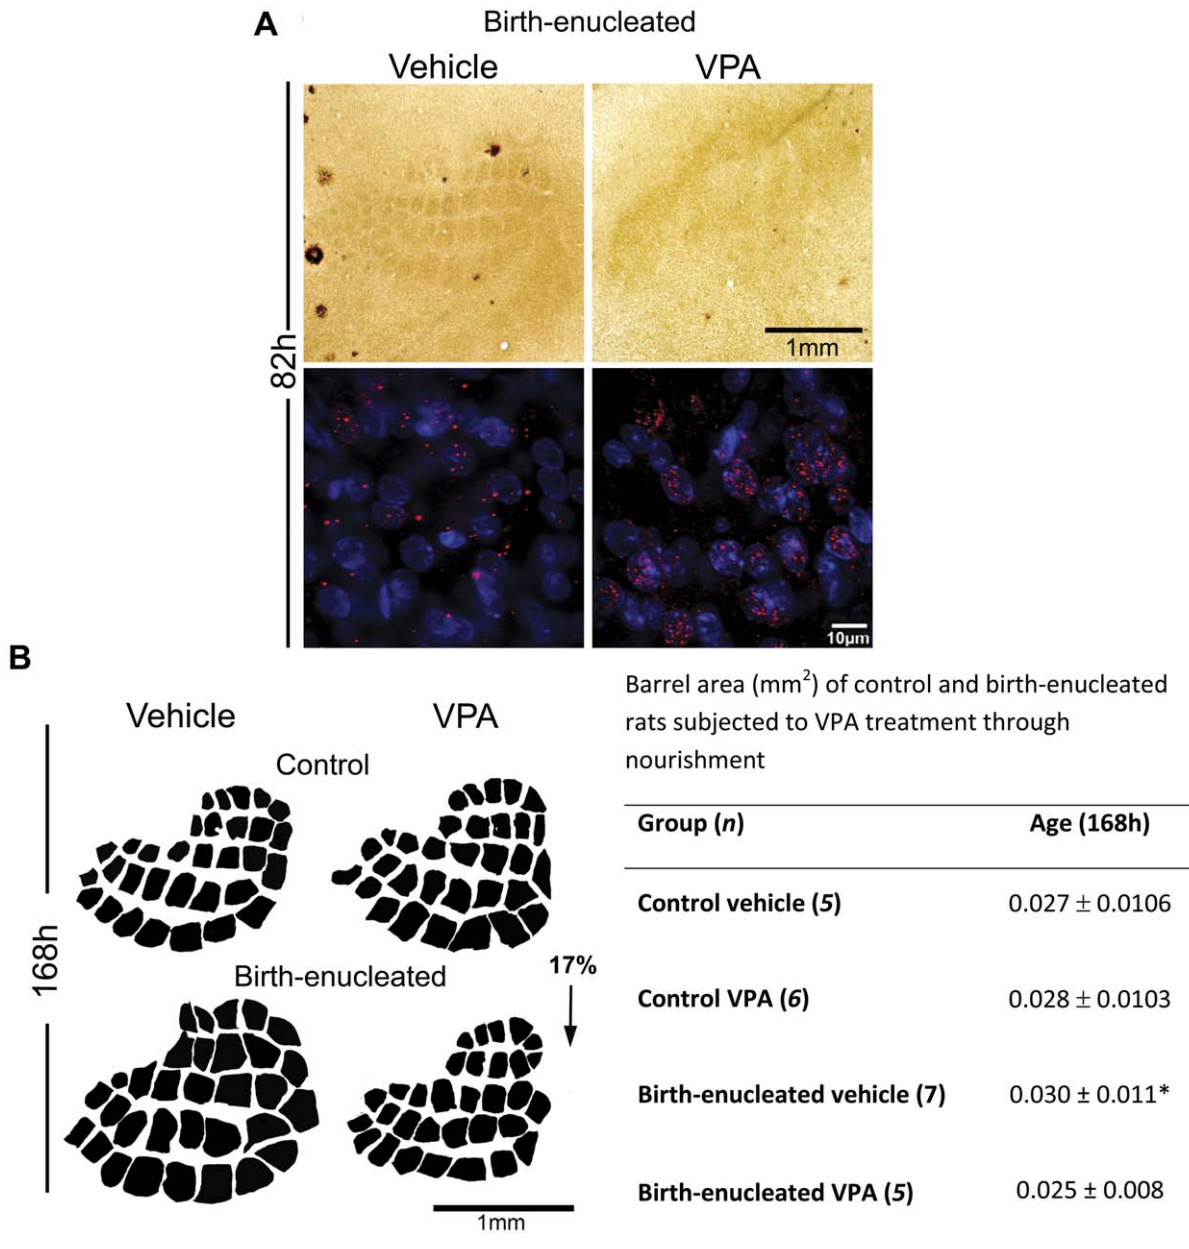 A
Birth-enucleated
Vehicle VPA
82h
1mm
10µm
B
Vehicle VPA
Control
168h
Birth-enucleated
17%
1mm
Barrel area (mm²) of control and birth-enucleated
rats subjected to VPA treatment through
nourishment
Group (n) Age (168h)
Control vehicle (5) 0.027 ± 0.0106
Control VPA (6) 0.028 ± 0.0103
Birth-enucleated vehicle (7) 0.030 ± 0.011*
Birth-enucleated VPA (5) 0.025 ± 0.008